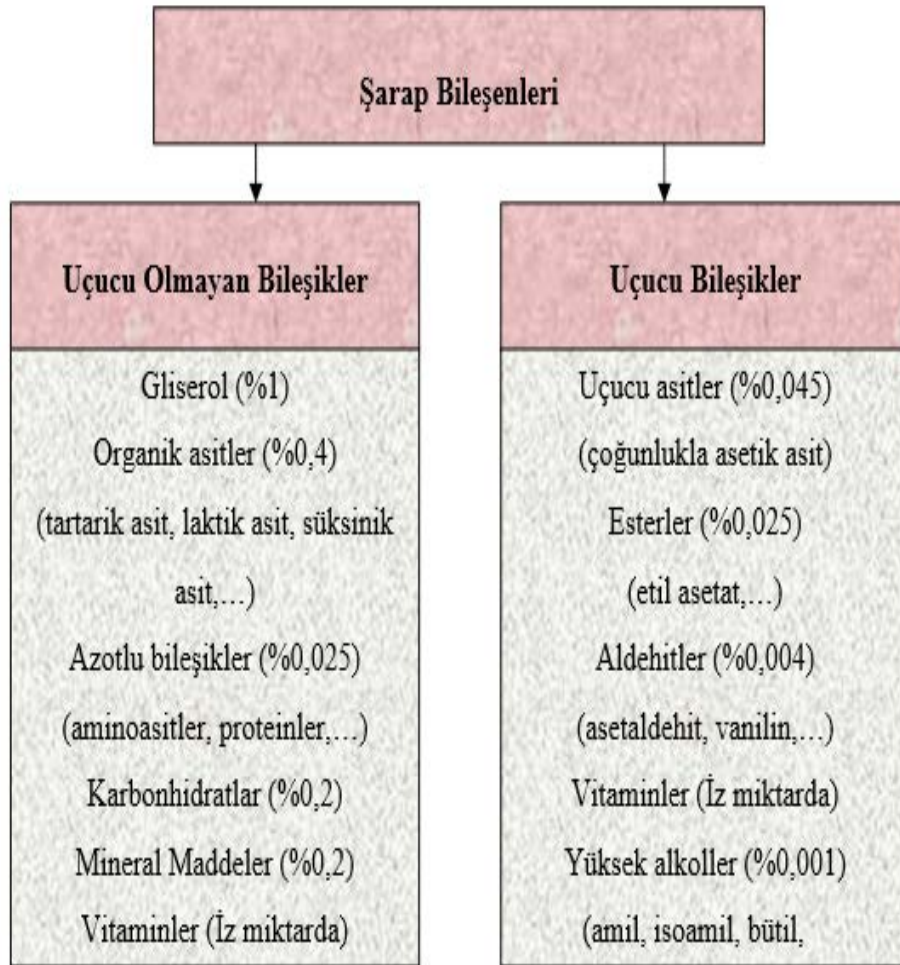 Şarap Bileşenleri
Uçucu Olmayan Bileşikler
Gliserol (%1)
Organik asitler (%0,4)
(tartarik asit, laktik asit, süksinik
asit,…)
Azotlu bileşikler (%0,025)
(aminoasitler, proteinler,…)
Karbonhidratlar (%0,2)
Mineral Maddeler (%0,2)
Vitaminler (İz miktarda)
Uçucu Bileşikler
Uçucu asitler (%0,045)
(çoğunlukla asetik asit)
Esterler (%0,025)
(etil asetat,…)
Aldehitler (%0,004)
(asetaldehit, vanilin,…)
Vitaminler (İz miktarda)
Yüksek alkoller (%0,001)
(amil, isoamil, bütil,